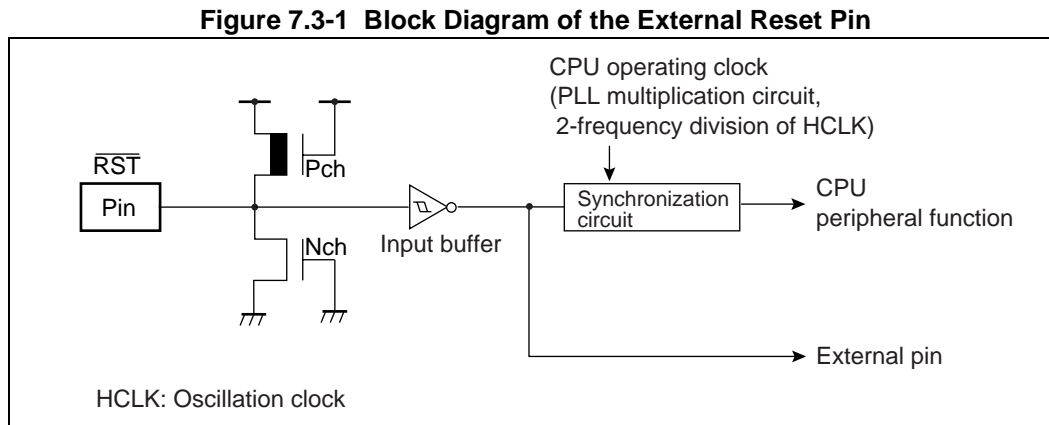 Figure 7.3-1 Block Diagram of the External Reset Pin
CPU operating clock
(PLL multiplication circuit,
2-frequency division of HCLK)
RST
Pch
Pin
Synchronization
circuit
CPU
peripheral function
Input buffer
Nch
External pin
HCLK: Oscillation clock